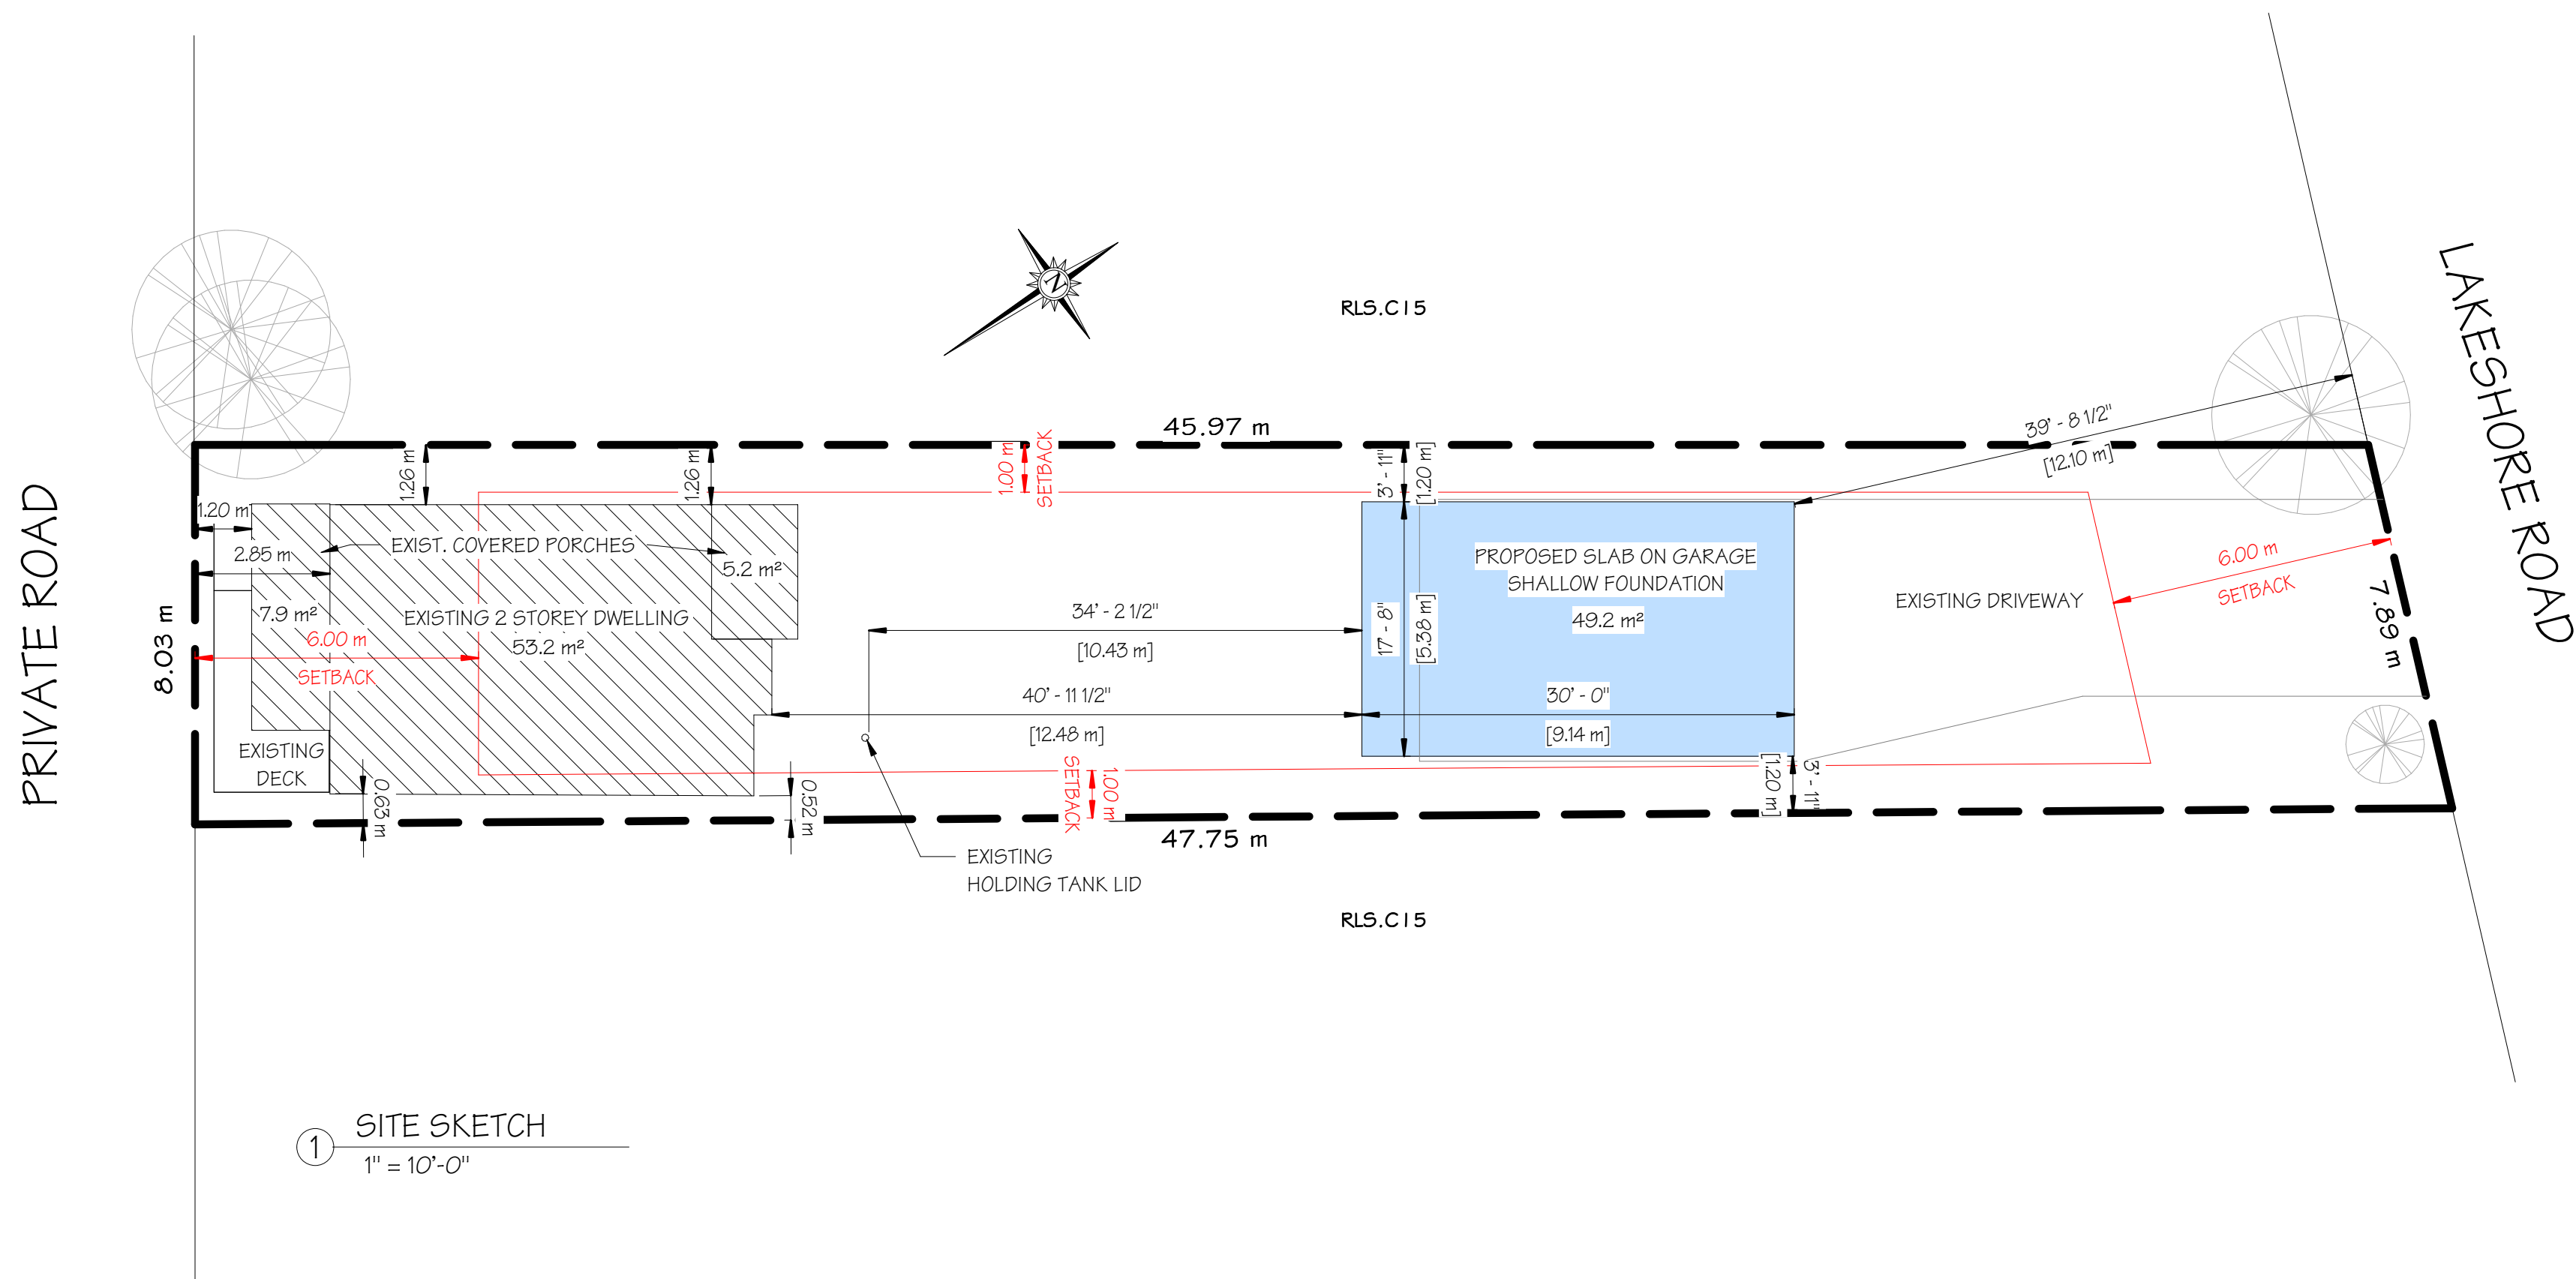 N
RLS.C15
LAKESHORE ROAD
39' - 8 1/2"
[12.10 m]
45.97 m
1.26 m
1.26 m
1.00 m
SETBACK
3' - 11"
[1.20 m]
PRIVATE ROAD
8.03 m
1.20 m
2.85 m
EXIST. COVERED PORCHES
5.2 m²
7.9 m²
EXISTING 2 STOREY DWELLING
53.2 m²
6.00 m
SETBACK
EXISTING
DECK
0.63 m
0.52 m
34' - 2 1/2"
[10.43 m]
40' - 11 1/2"
[12.48 m]
PROPOSED SLAB ON GARAGE
SHALLOW FOUNDATION
49.2 m²
17' - 8"
[5.38 m]
30' - 0"
[9.14 m]
EXISTING DRIVEWAY
6.00 m
SETBACK
7.89 m
SETBACK
1.00 m
[1.20 m]
3' - 11"
47.75 m
EXISTING
HOLDING TANK LID
RLS.C15
1
SITE SKETCH
1" = 10'-0"